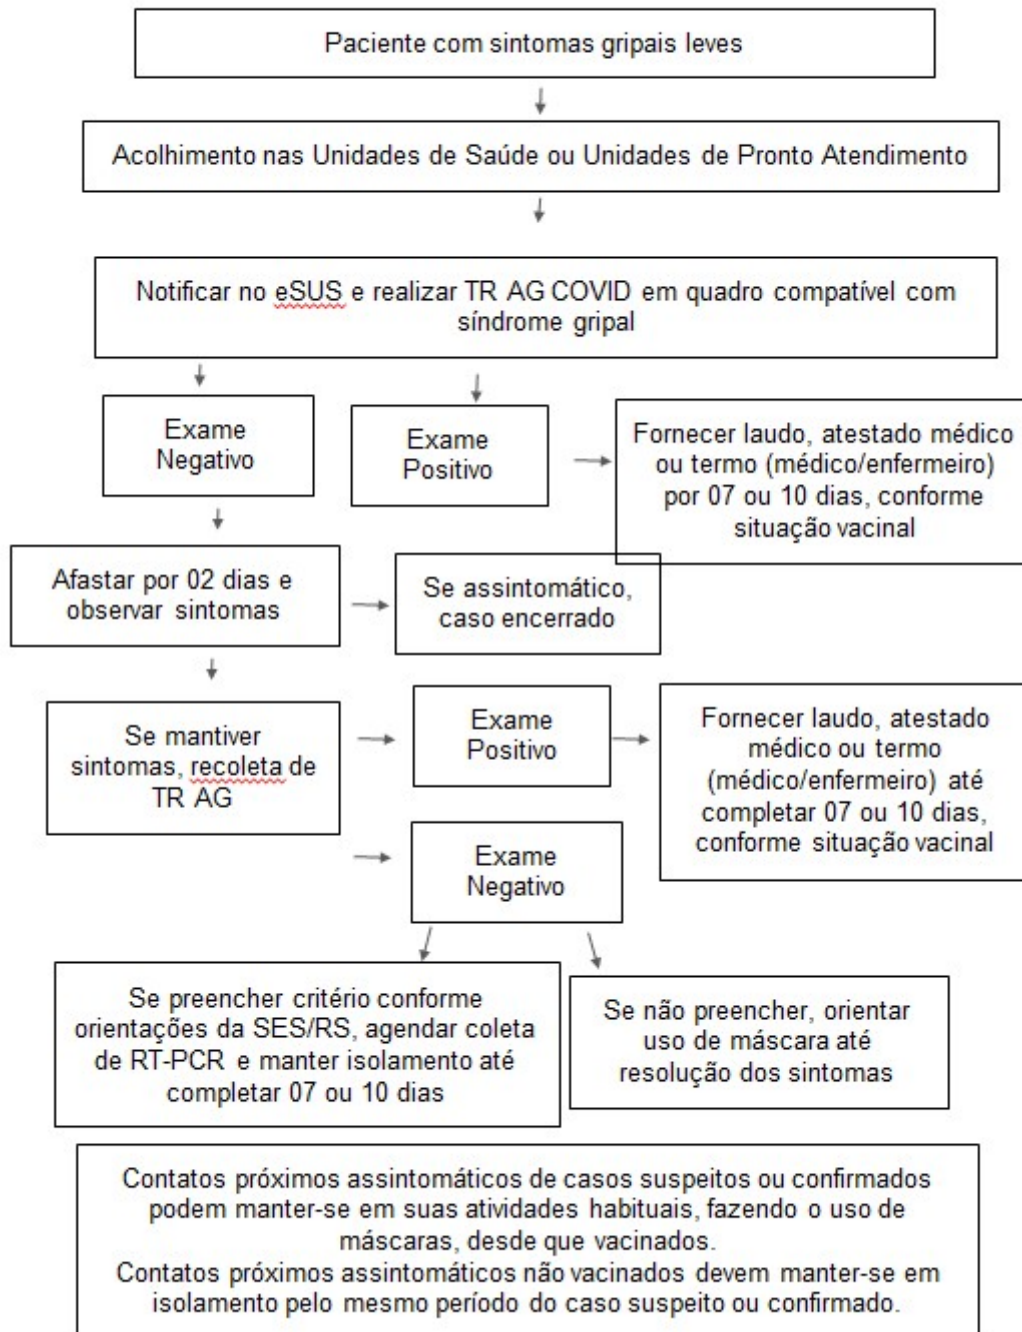 Paciente com sintomas gripais leves
Acolhimento nas Unidades de Saúde ou Unidades de Pronto Atendimento
Notificar no eSUS e realizar TR AG COVID em quadro compatível com
síndrome gripal
Exame
Negativo
Exame
Positivo
Fornecer laudo, atestado médico
ou termo (médico/enfermeiro)
por 07 ou 10 dias, conforme
situação vacinal
Afastar por 02 dias e
observar sintomas
Se assintomático,
caso encerrado
Se mantiver
sintomas, recoleta de
TR AG
Exame
Positivo
Fornecer laudo, atestado
médico ou termo
(médico/enfermeiro) até
completar 07 ou 10 dias,
conforme situação vacinal
Exame
Negativo
Se preencher critério conforme
orientações da SES/RS, agendar coleta
de RT-PCR e manter isolamento até
completar 07 ou 10 dias
Se não preencher, orientar
uso de máscara até
resolução dos sintomas
Contatos próximos assintomáticos de casos suspeitos ou confirmados
podem manter-se em suas atividades habituais, fazendo o uso de
máscaras, desde que vacinados.
Contatos próximos assintomáticos não vacinados devem manter-se em
isolamento pelo mesmo período do caso suspeito ou confirmado.